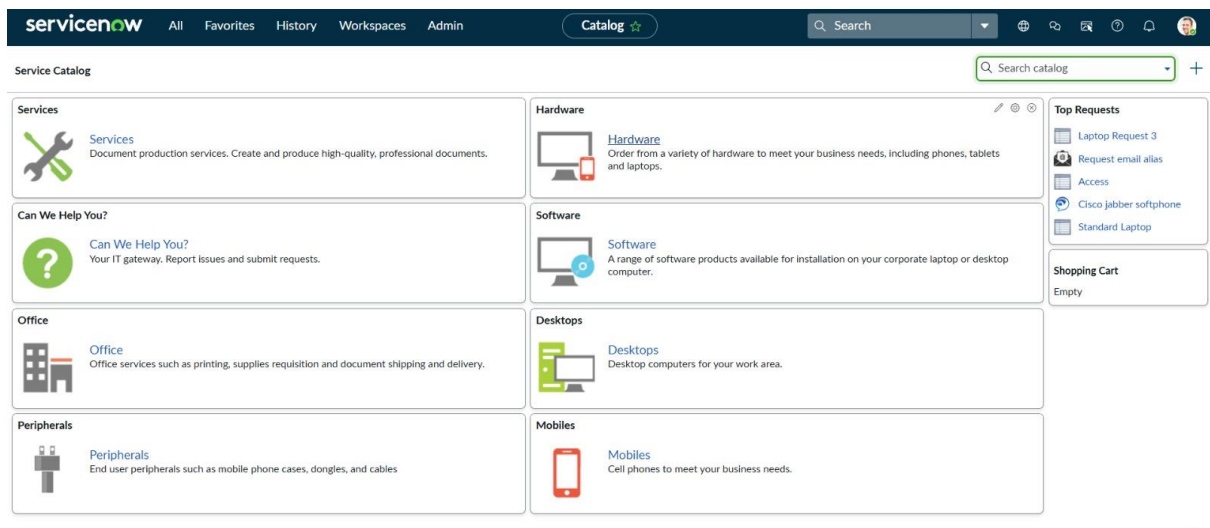 servicenow All Favorites History Workspaces Admin Catalog Search
Service Catalog
Search catalog
Services
Services
Document production services. Create and produce high-quality, professional documents.
Hardware
Hardware
Order from a variety of hardware to meet your business needs, including phones, tablets
and laptops.
Can We Help You?
Can We Help You?
Your IT gateway. Report issues and submit requests.
Software
Software
A range of software products available for installation on your corporate laptop or desktop
computer.
Office
Office
Office services such as printing, supplies requisition and document shipping and delivery.
Desktops
Desktops
Desktop computers for your work area.
Peripherals
Peripherals
End user peripherals such as mobile phone cases, dongles, and cables
Mobiles
Mobiles
Cell phones to meet your business needs.
Top Requests
Laptop Request 3
Request email alias
Access
Cisco jabber softphone
Standard Laptop
Shopping Cart
Empty